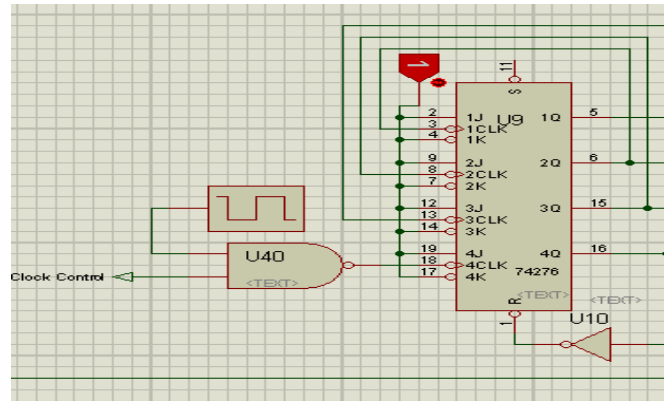 1
11
S
2 1J U9 1Q 5
3 1CLK
4 1K
9 2J 2Q 6
8 2CLK
7 2K
12 3J 3Q 15
13 3CLK
14 3K
19 4J 4Q 16
18 4CLK
17 4K 74276
U40
<TEXT>
Clock Control
R
<TEXT>
<TEXT>
1
U10